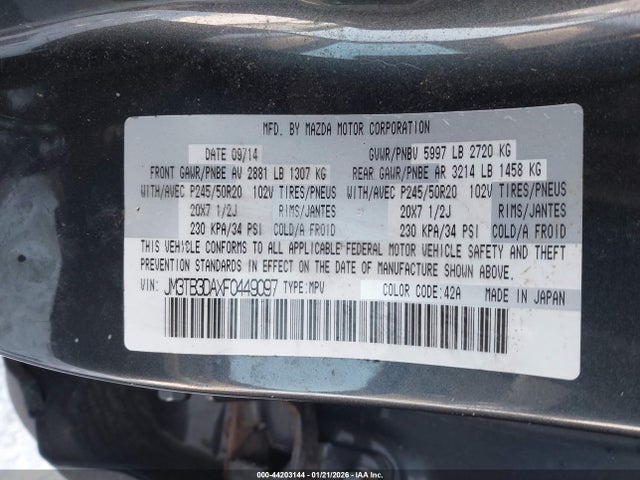 MFD. BY MAZDA MOTOR CORPORATION
DATE 09/14 GVWR/PNBV 5997 LB 2720 KG
FRONT GAWR/PNBE AV 2881 LB 1307 KG REAR GAWR/PNBE AR 3214 LB 1458 KG
WITH/AVEC P245/50R20 102V TIRES/PNEUS WITH/AVEC P245/50R20 102V TIRES/PNEUS
20X7 1/2J RIMS/JANTES 20X7 1/2J RIMS/JANTES
230 KPA/34 PSI COLD/A FROID 230 KPA/34 PSI COLD/A FROID
THIS VEHICLE CONFORMS TO ALL APPLICABLE FEDERAL MOTOR VEHICLE SAFETY AND THEFT
PREVENTION STANDARDS IN EFFECT ON THE DATE OF MANUFACTURE SHOWN ABOVE.
VIN: JM3TB3DAXF0449097 TYPE:MPV COLOR CODE:42A MADE IN JAPAN
000-44203144 - 01/21/2026 - IAA Inc.